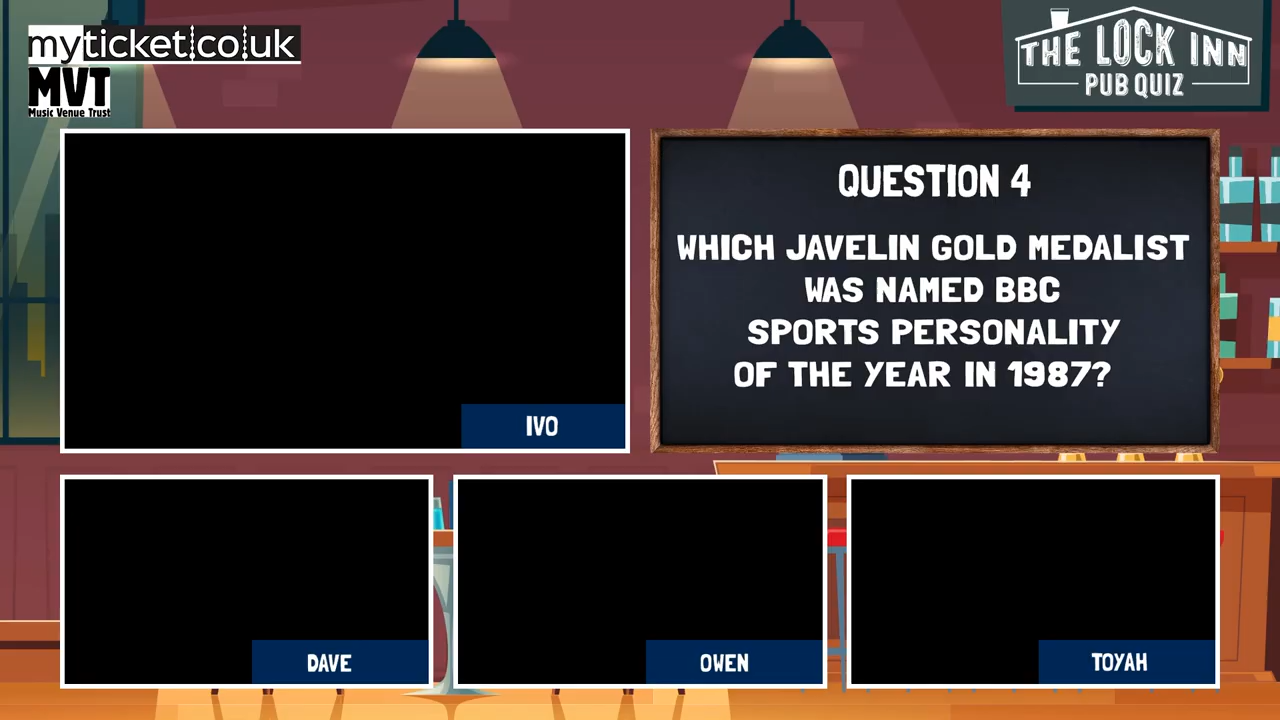 myticket.co.uk
MVT
Music Venue Trust
THE LOCK INN
PUB QUIZ
QUESTION 4
WHICH JAVELIN GOLD MEDALIST
WAS NAMED BBC
SPORTS PERSONALITY
OF THE YEAR IN 1987?
IVO
DAVE
OWEN
TOYAH